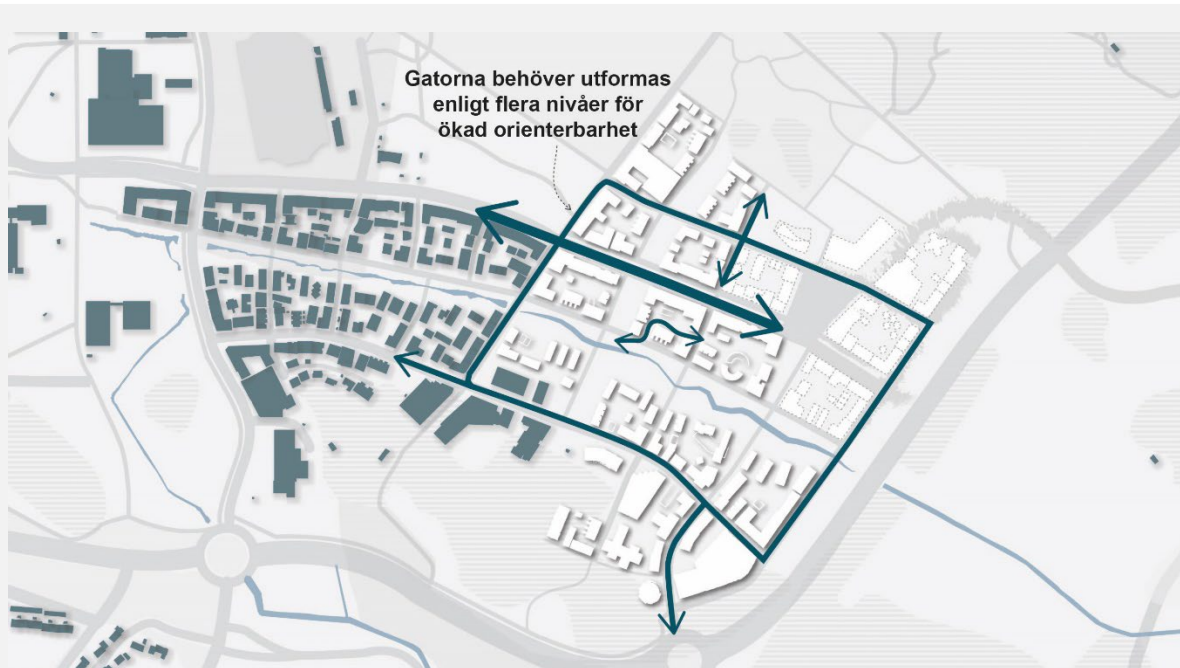 Gatorna behöver utformas
enligt flera nivåer för
ökad orienterbarhet